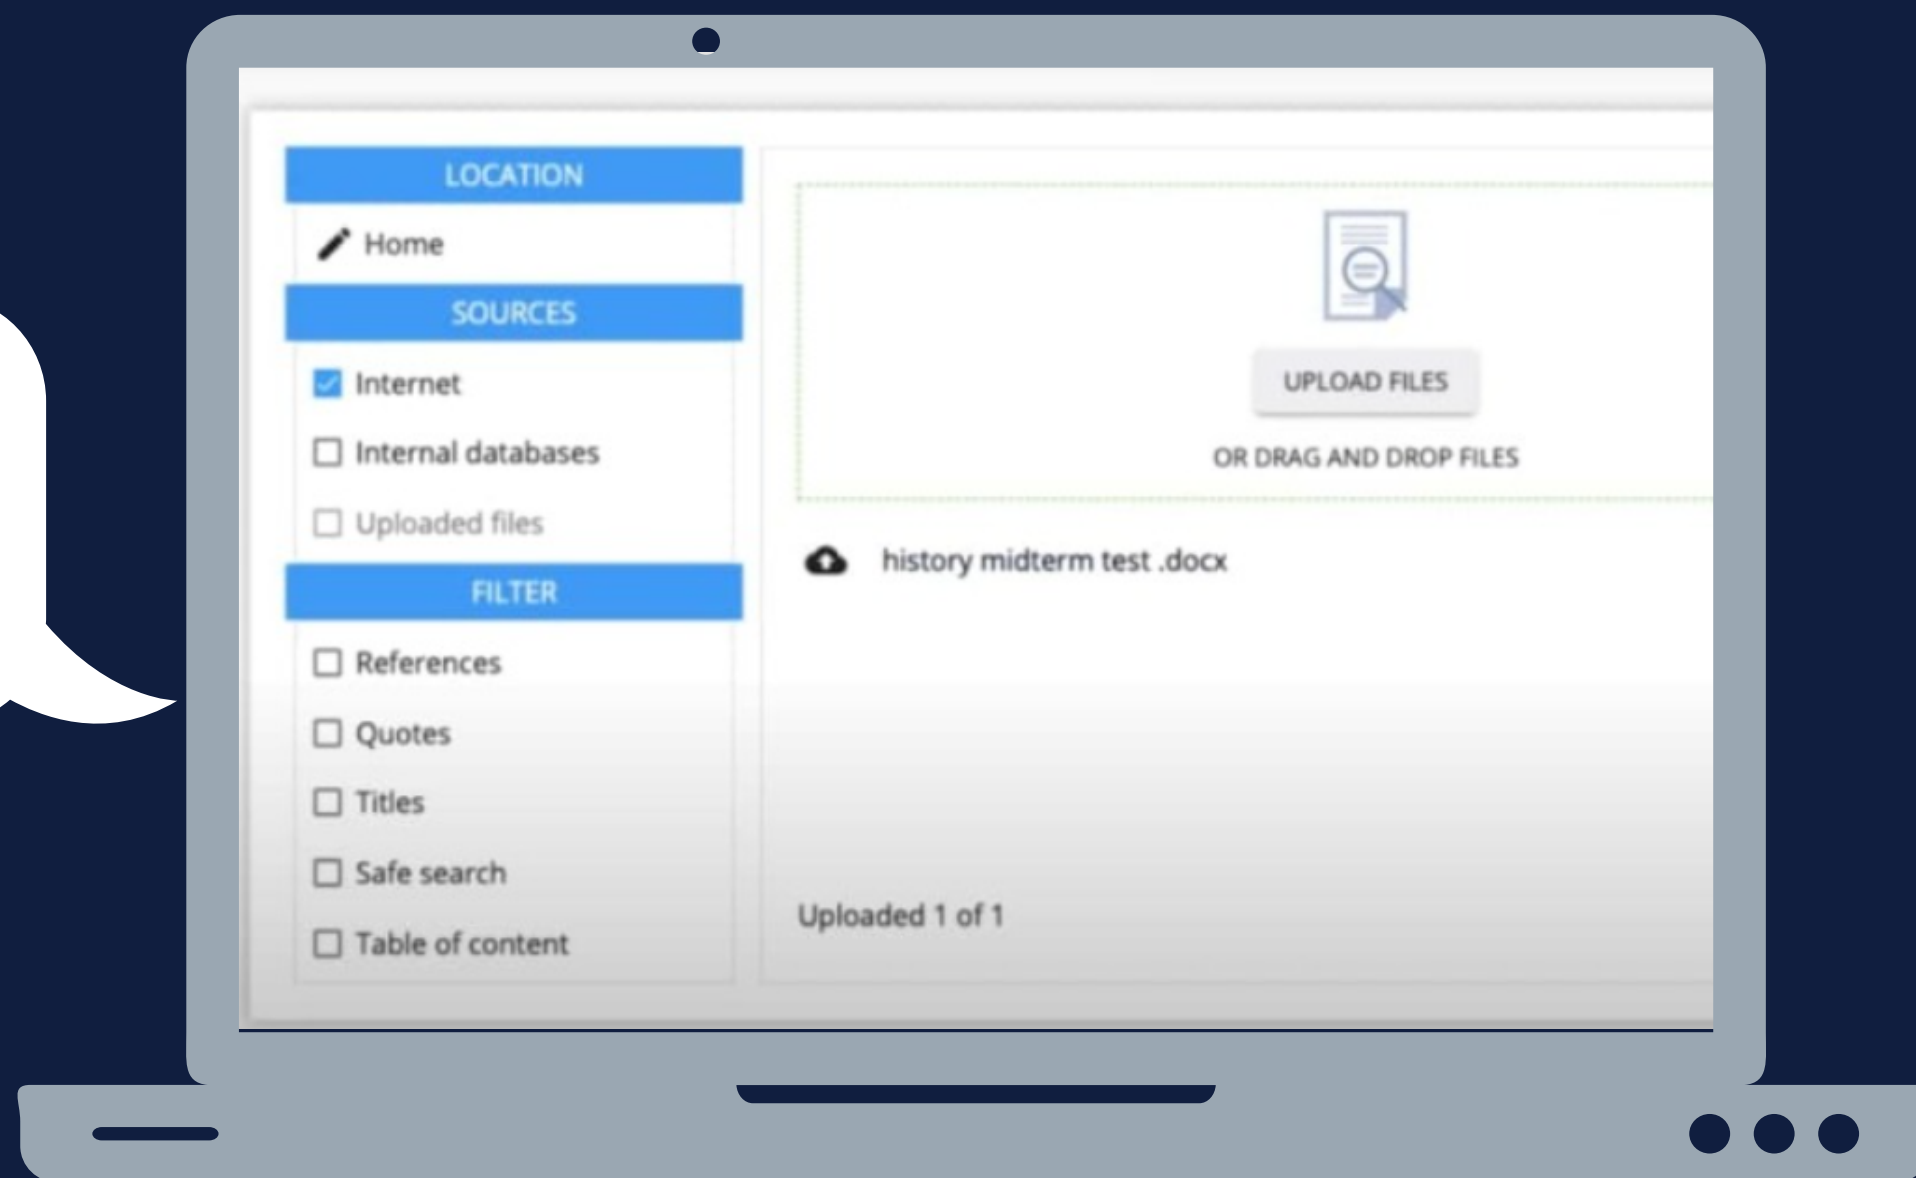 LOCATION
Home
SOURCES
Internet
Internal databases
Uploaded files
FILTER
References
Quotes
Titles
Safe search
Table of content
UPLOAD FILES
OR DRAG AND DROP FILES
history midterm test .docx
Uploaded 1 of 1